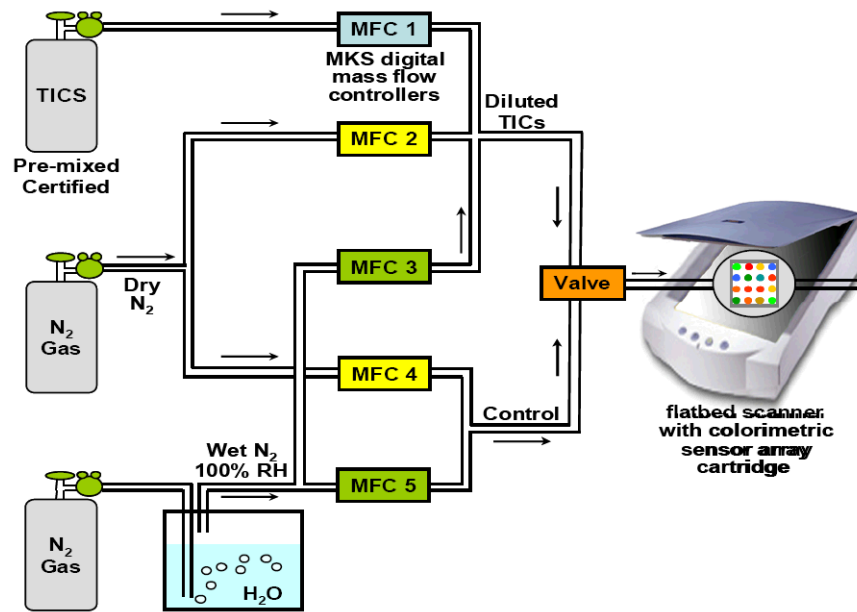 MFC 1
MKS digital
mass flow
controllers
TICS
Pre-mixed
Certified
Diluted
TICs
MFC 2
MFC 3
Dry
N₂
N₂
Gas
Valve
MFC 4
Control
flatbed scanner
with colorimetric
sensor array
cartridge
Wet N₂
100% RH
MFC 5
N₂
Gas
H₂O